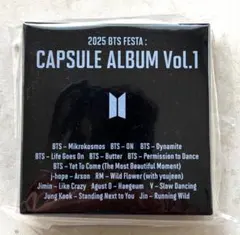 2025 BTS FESTA :
CAPSULE ALBUM Vol.1
BTS – Mikrokosmos BTS – ON BTS – Dynamite
BTS – Life Goes On BTS – Butter BTS – Permission to Dance
BTS – Yet To Come (The Most Beautiful Moment)
j-hope – Arson RM – Wild Flower (with youjeen)
Jimin – Like Crazy Agust D – Haegeum V – Slow Dancing
Jung Kook – Standing Next to You Jin – Running Wild